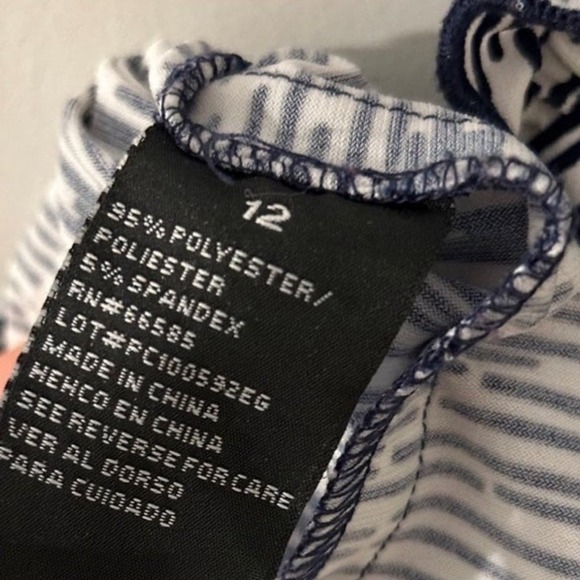 12
95% POLYESTER/
POLIESTER
5% SPANDEX
RN#66585
LOT#PC100592EG
MADE IN CHINA
HEHCO EN CHINA
SEE REVERSE FOR CARE
VER AL DORSO
PARA CUIDADO